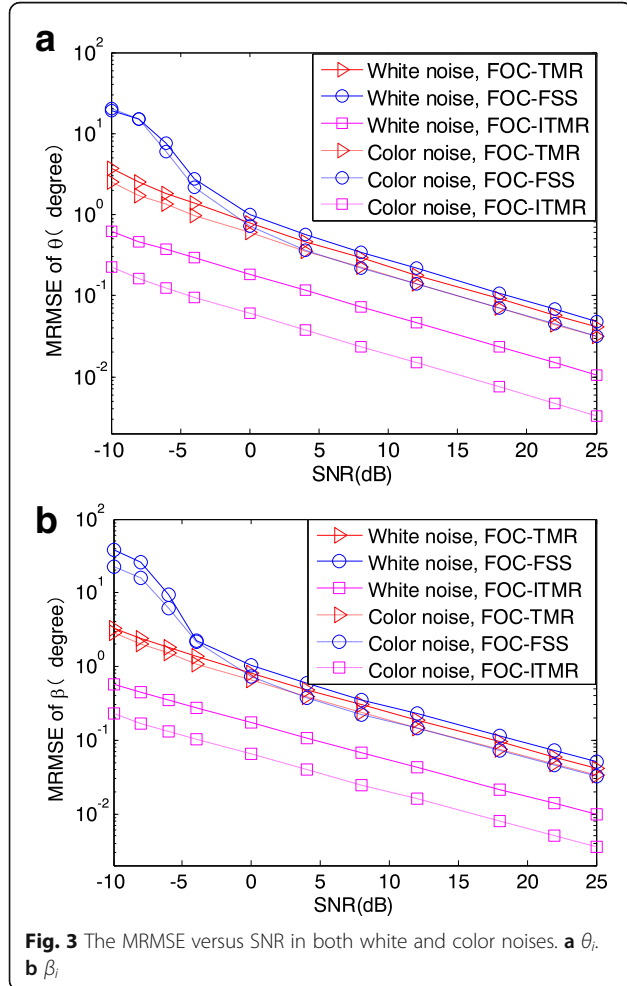 a
10^2
10^1
10^0
10^-1
10^-2
MRMSE of θ( degree)
White noise, FOC-TMR
White noise, FOC-FSS
White noise, FOC-ITMR
Color noise, FOC-TMR
Color noise, FOC-FSS
Color noise, FOC-ITMR
-10 -5 0 5 10 15 20 25
SNR(dB)
b
10^2
10^1
10^0
10^-1
10^-2
MRMSE of β( degree)
White noise, FOC-TMR
White noise, FOC-FSS
White noise, FOC-ITMR
Color noise, FOC-TMR
Color noise, FOC-FSS
Color noise, FOC-ITMR
-10 -5 0 5 10 15 20 25
SNR(dB)
Fig. 3 The MRMSE versus SNR in both white and color noises. a θi.
b βi